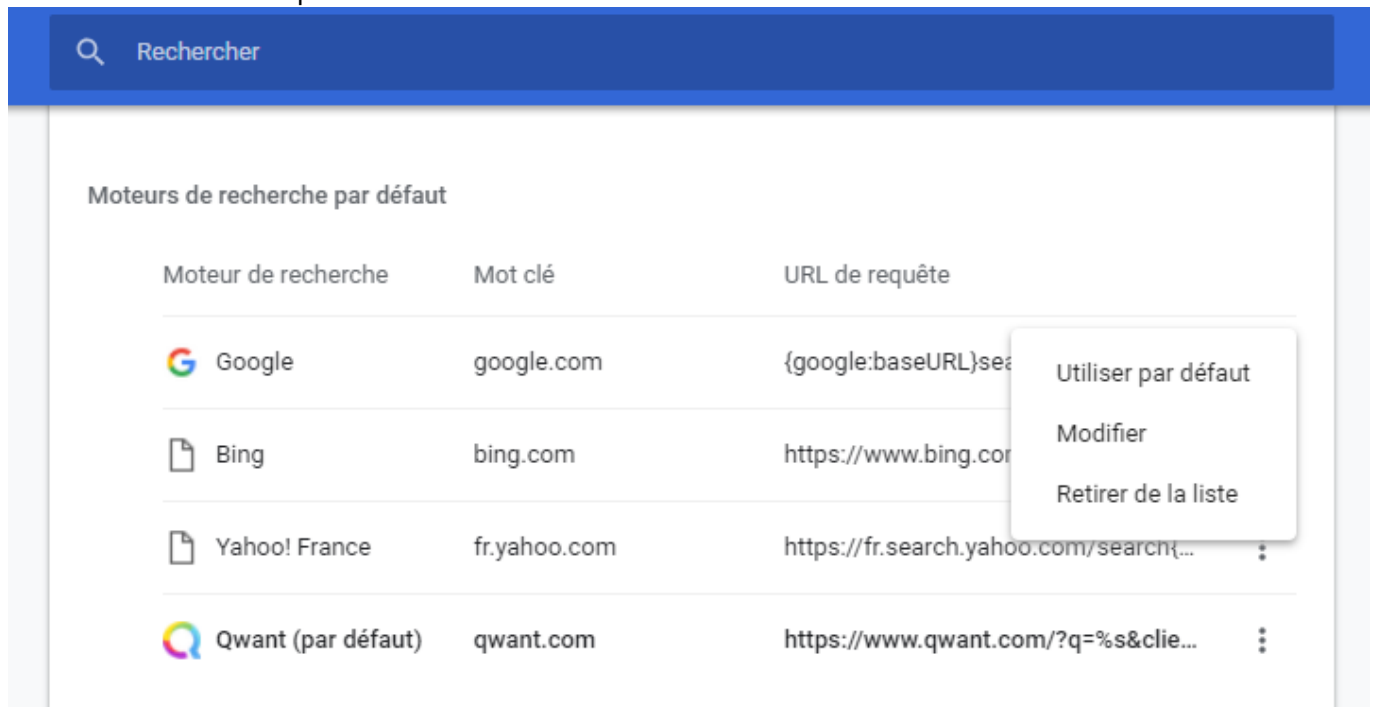 Rechercher
Moteurs de recherche par défaut
Moteur de recherche Mot clé URL de requête
Google google.com {google:baseURL}sea
Utiliser par défaut
Modifier
Bing bing.com https://www.bing.com
Retirer de la liste
Yahoo! France fr.yahoo.com https://fr.search.yahoo.com/search{...
Qwant (par défaut) qwant.com https://www.qwant.com/?q=%s&clie...